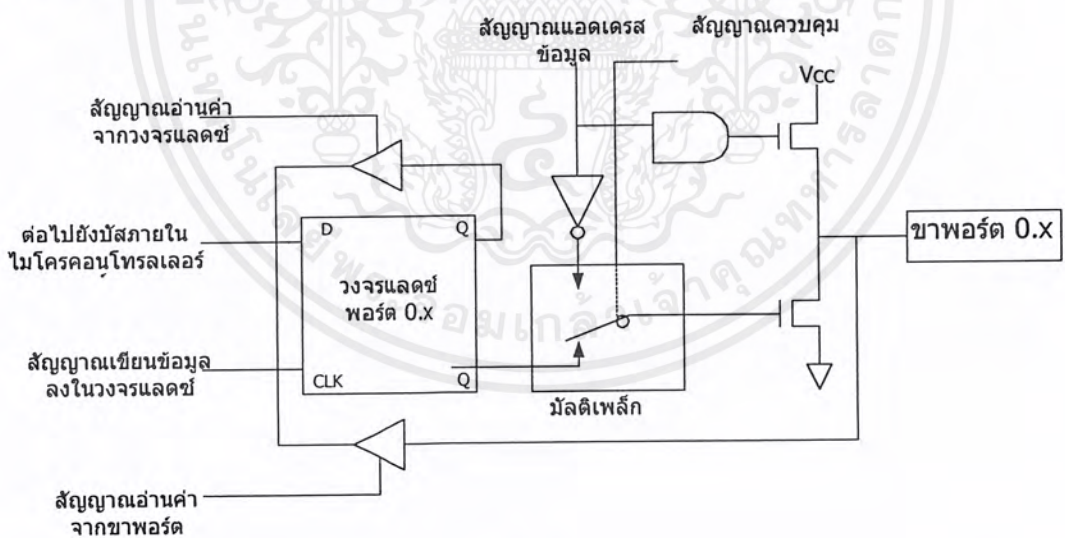 สัญญาณแอดเดรส
ข้อมูล
สัญญาณควบคุม
Vcc
สัญญาณอ่านค่า
จากวงจรแลดช์
ต่อไปยังบัสภายใน
ไมโครคอนโทรลเลอร์
D
Q
วงจรแลดช์
พอร์ต 0.x
ขาพอร์ต 0.x
สัญญาณเขียนข้อมูล
ลงในวงจรแลดช์
CLK
Q
มัลติเพล็ก
สัญญาณอ่านค่า
จากขาพอร์ต